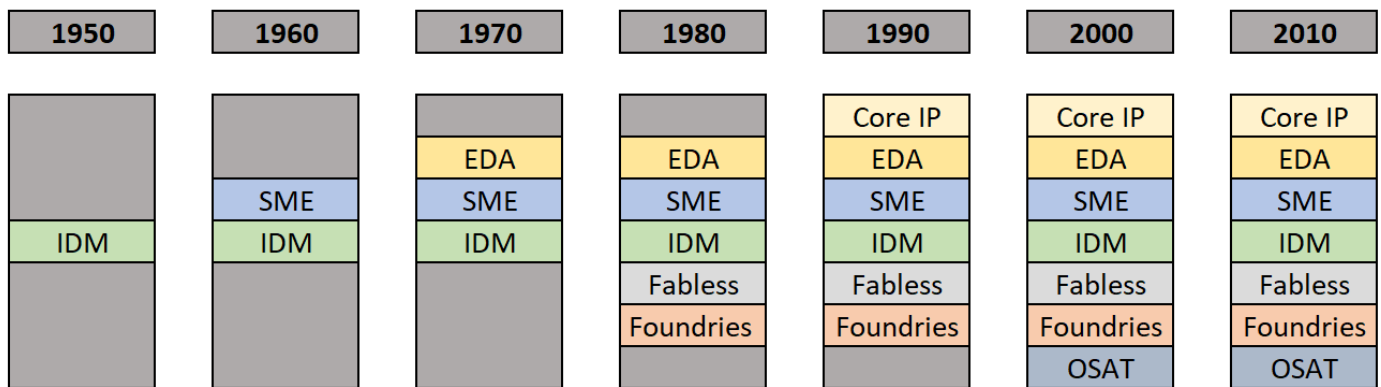 1950 1960 1970 1980 1990 2000 2010
Core IP Core IP Core IP
EDA EDA EDA EDA EDA
SME SME SME SME SME SME
IDM IDM IDM IDM IDM IDM IDM
Fabless Fabless Fabless Fabless
Foundries Foundries Foundries Foundries
OSAT OSAT